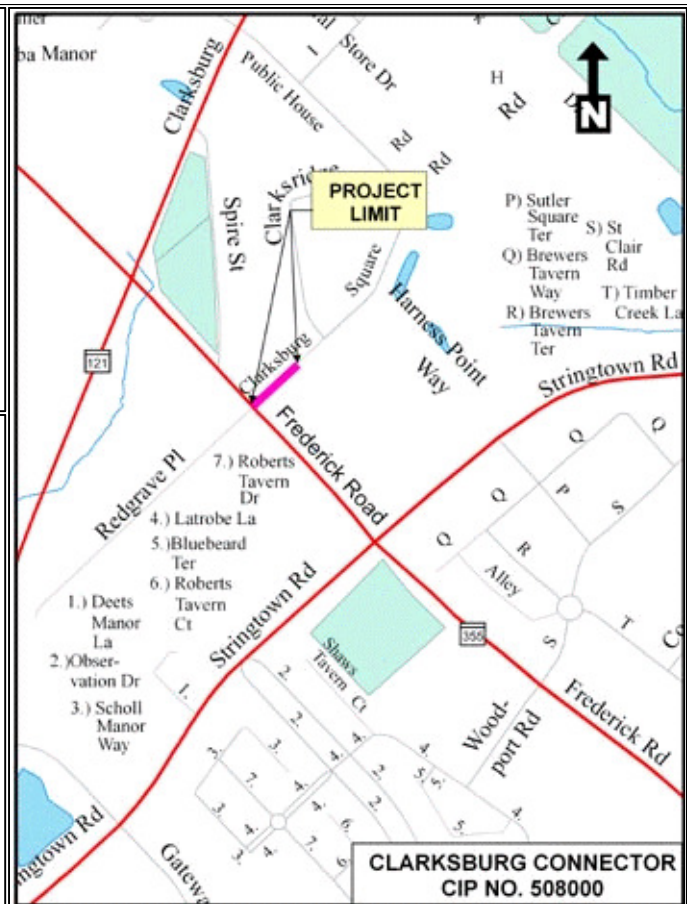 ba Manor
Clarksburg
Store Dr
Public House
Rd
Rd
H
Rd
D
N
Spire St
Clarksridge
PROJECT
LIMIT
Square
Clarksburg
Harness Point
Way
P) Sutler
Square
Ter
Q) Brewers
Tavern
Way
R) Brewers
Tavern
Ter
S) St
Clair
Rd
T) Timber
Creek La
121
Stringtown Rd
Frederick Road
Redgrave Pl
7.) Roberts
Tavern
Dr
4.) Latrobe La
5.) Bluebeard
Ter
6.) Roberts
Tavern
Ct
1.) Deets
Manor
La
2.) Obser-
vation Dr
3.) Scholl
Manor
Way
Stringtown Rd
Q
Q
Q
Q
P
S
R
Alley
S
T
Co
355
Shaws
Tavern Ct
Wood-
port Rd
Frederick Rd
1.
2.
2.
2.
2.
3.
3.
3.
3.
4.
4.
4.
4.
4.
4.
4.
5.
5.
6.
6.
7.
7.
ngtown Rd
Gatew
CLARKSBURG CONNECTOR
CIP NO. 508000